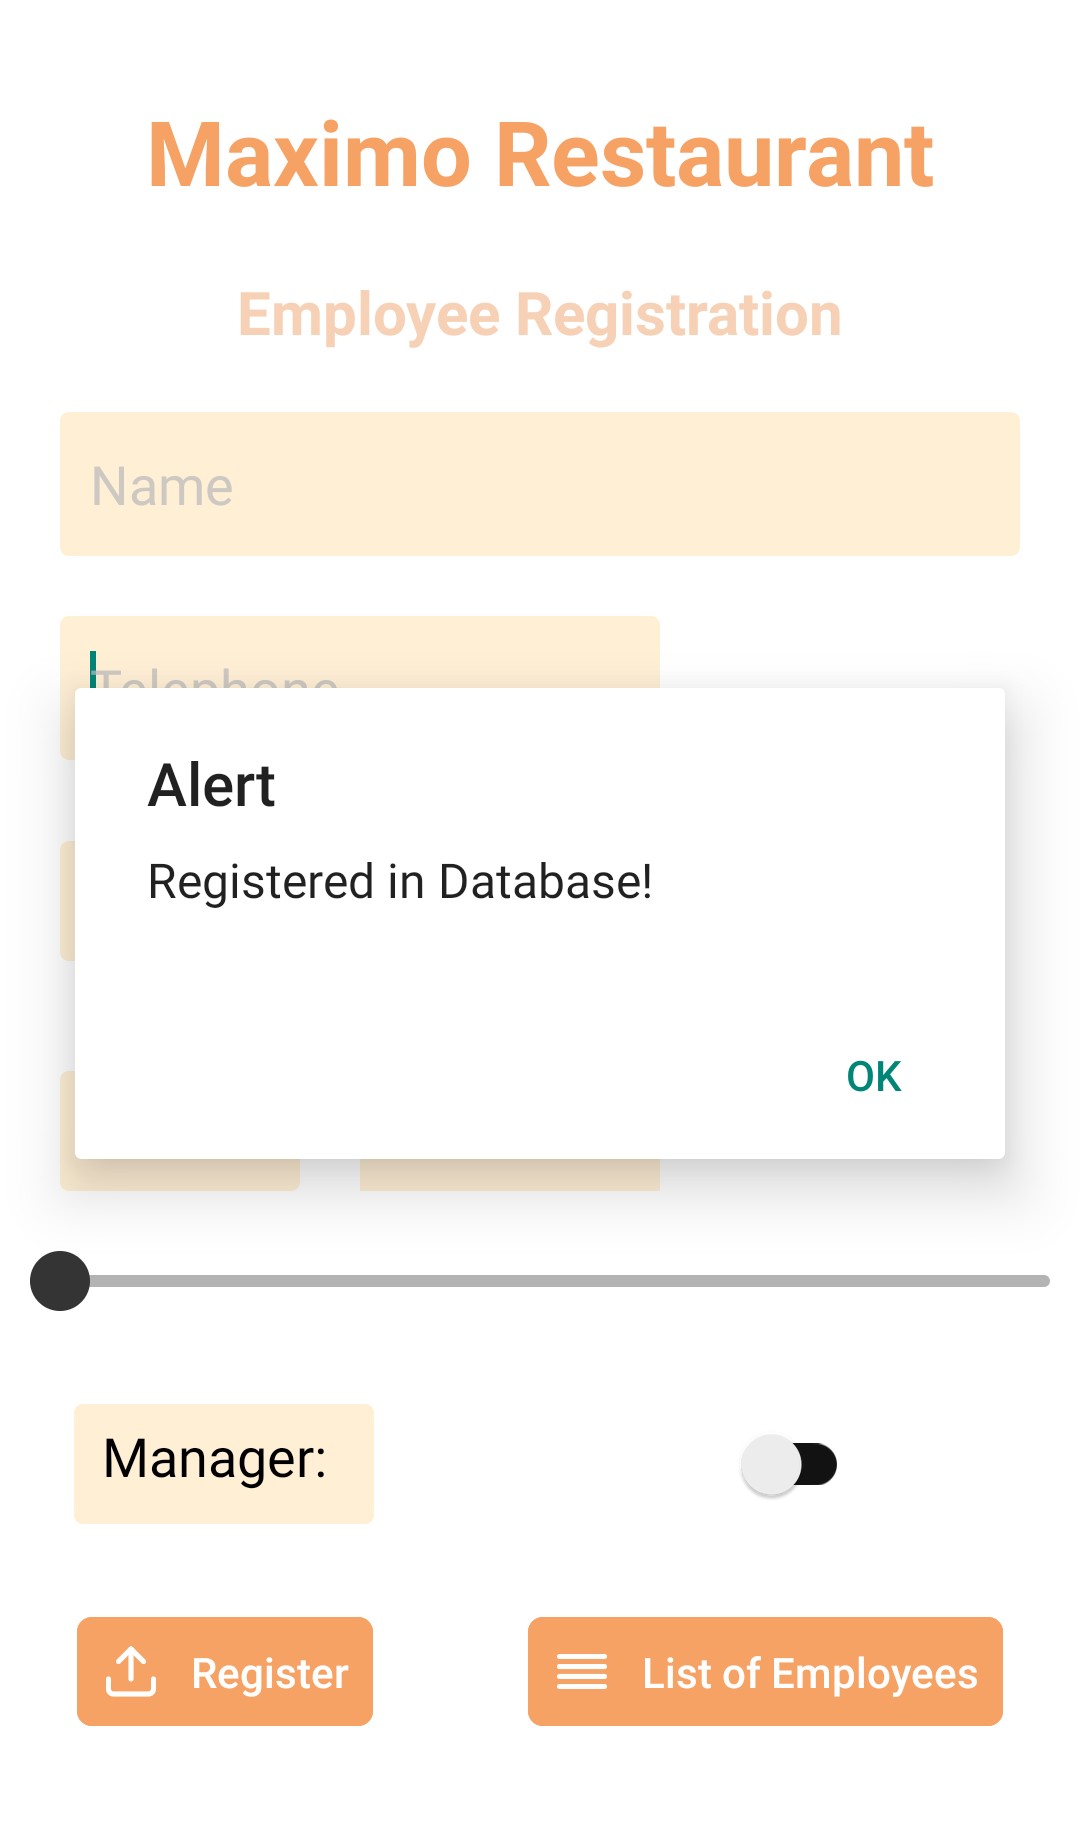 Maximo Restaurant
Employee Registration
Name
Telephone
Alert
Registered in Database!
OK
Manager:
Register
List of Employees